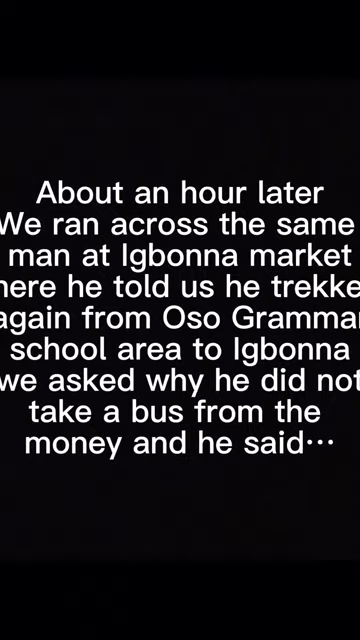 About an hour later
We ran across the same
man at Igbonna market
here he told us he trekke
again from Oso Grammar
school area to Igbonna
we asked why he did not
take a bus from the
money and he said…